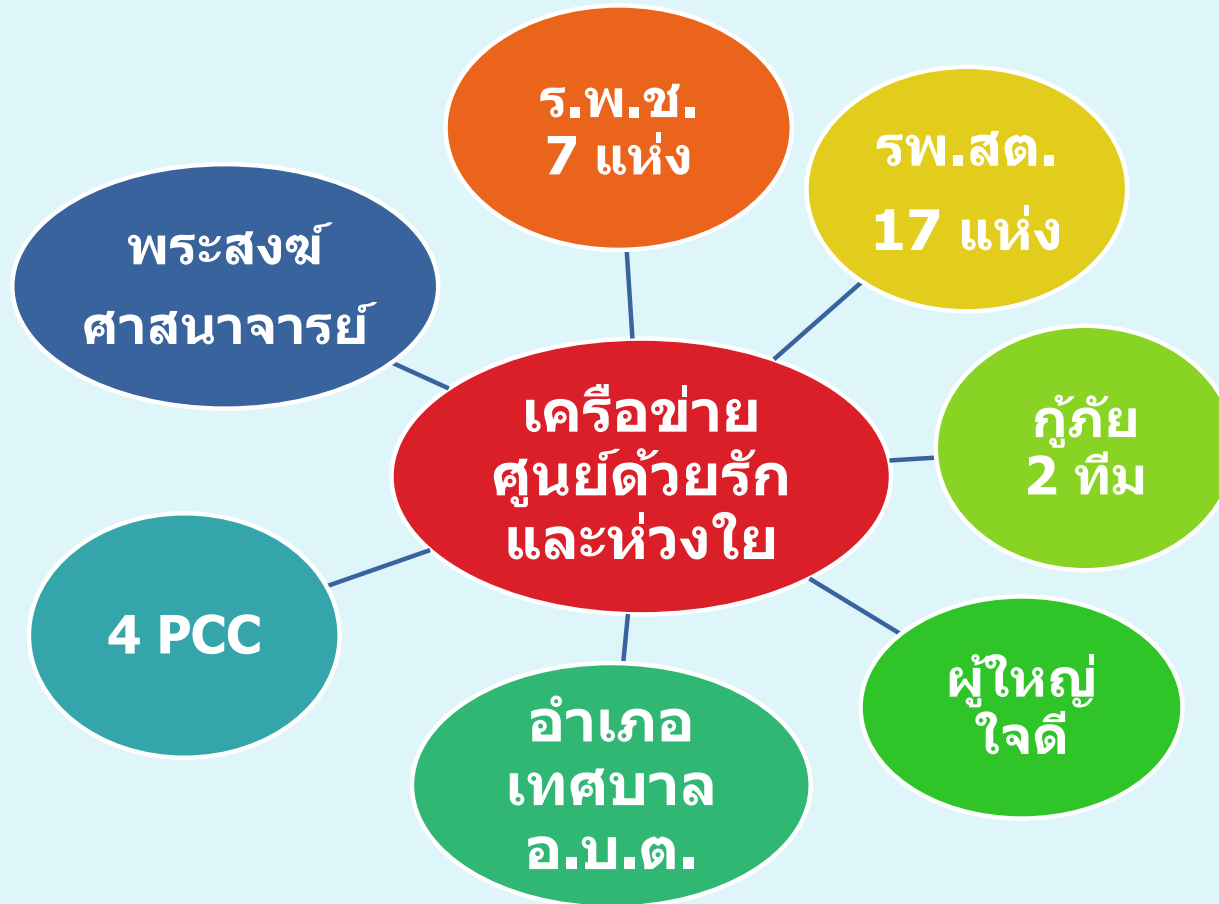 ร.พ.ช.
7 แห่ง
รพ.สต.
17 แห่ง
พระสงฆ์
ศาสนาจารย์
เครือข่าย
ศูนย์ด้วยรัก
และห่วงใย
กู้ภัย
2 ทีม
4 PCC
ผู้ใหญ่
ใจดี
อำเภอ
เทศบาล
อ.บ.ต.